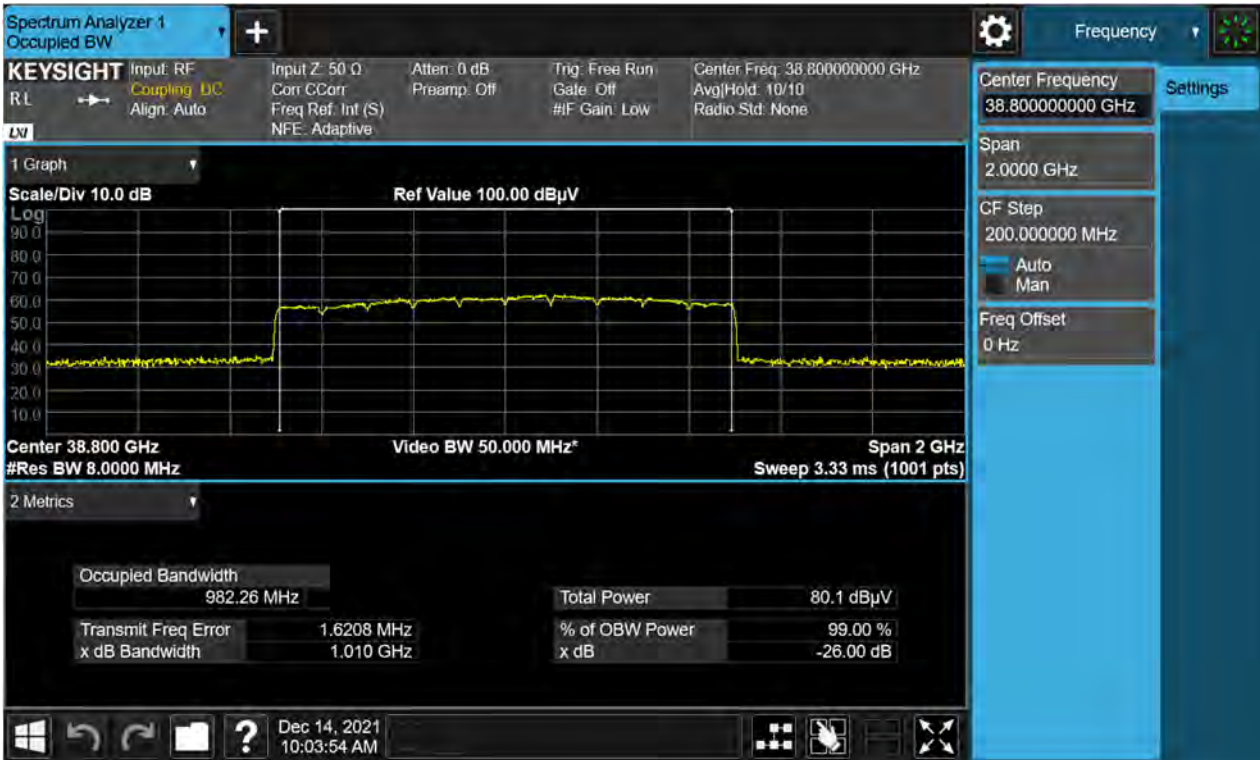 Spectrum Analyzer 1
Occupied BW
+
Frequency
KEYSIGHT
RL
LXI
Input: RF
Coupling: DC
Align: Auto
Input Z: 50 Ω
Corr CCorr
Freq Ref: Int (S)
NFE: Adaptive
Atten: 0 dB
Preamp: Off
Trig: Free Run
Gate: Off
#IF Gain: Low
Center Freq: 38.800000000 GHz
Avg|Hold: 10/10
Radio Std: None
Center Frequency
38.800000000 GHz
Settings
Span
2.0000 GHz
CF Step
200.000000 MHz
Auto
Man
Freq Offset
0 Hz
1 Graph
Scale/Div 10.0 dB
Ref Value 100.00 dBµV
Log
90.0
80.0
70.0
60.0
50.0
40.0
30.0
20.0
10.0
Center 38.800 GHz
Video BW 50.000 MHz*
Span 2 GHz
#Res BW 8.0000 MHz
Sweep 3.33 ms (1001 pts)
2 Metrics
Occupied Bandwidth
982.26 MHz
Total Power 80.1 dBµV
Transmit Freq Error 1.6208 MHz
% of OBW Power 99.00 %
x dB Bandwidth 1.010 GHz
x dB -26.00 dB
?
Dec 14, 2021
10:03:54 AM